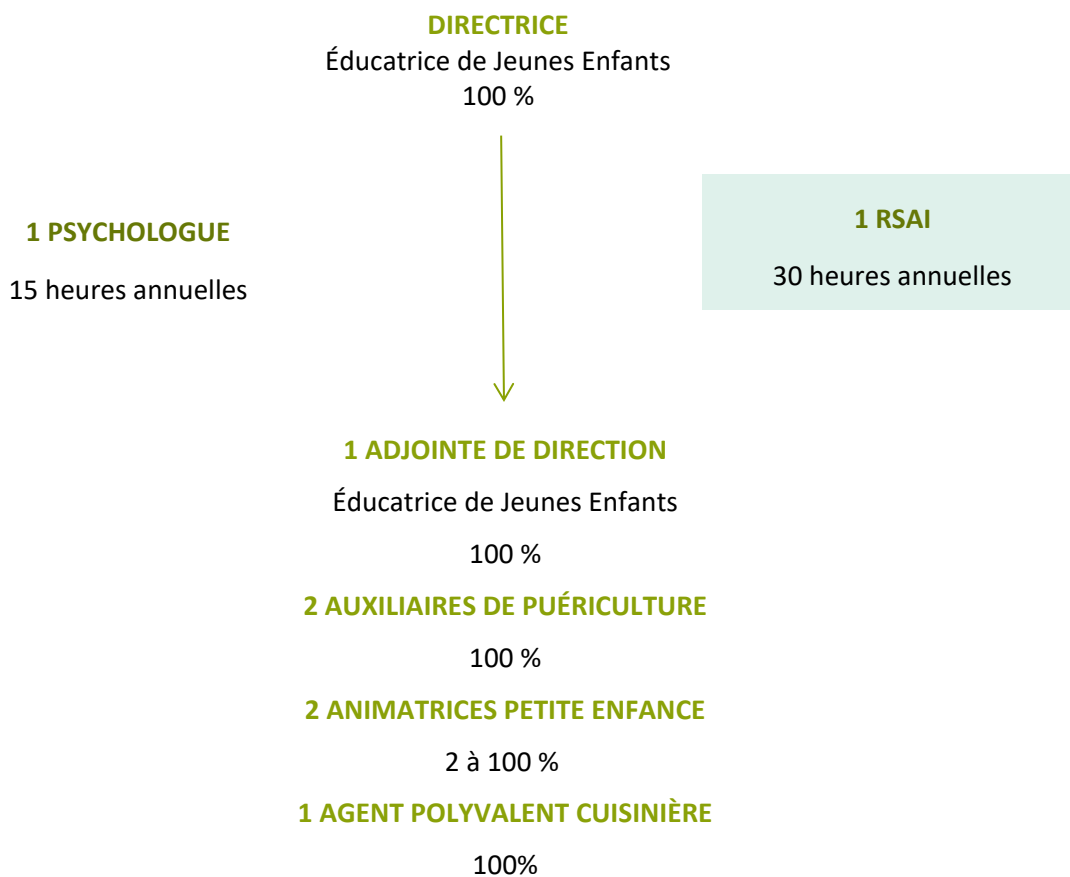 DIRECTRICE
Éducatrice de Jeunes Enfants
100 %
1 PSYCHOLOGUE
15 heures annuelles
1 RSAI
30 heures annuelles
1 ADJOINTE DE DIRECTION
Éducatrice de Jeunes Enfants
100 %
2 AUXILIAIRES DE PUÉRICULTURE
100 %
2 ANIMATRICES PETITE ENFANCE
2 à 100 %
1 AGENT POLYVALENT CUISINIÈRE
100%